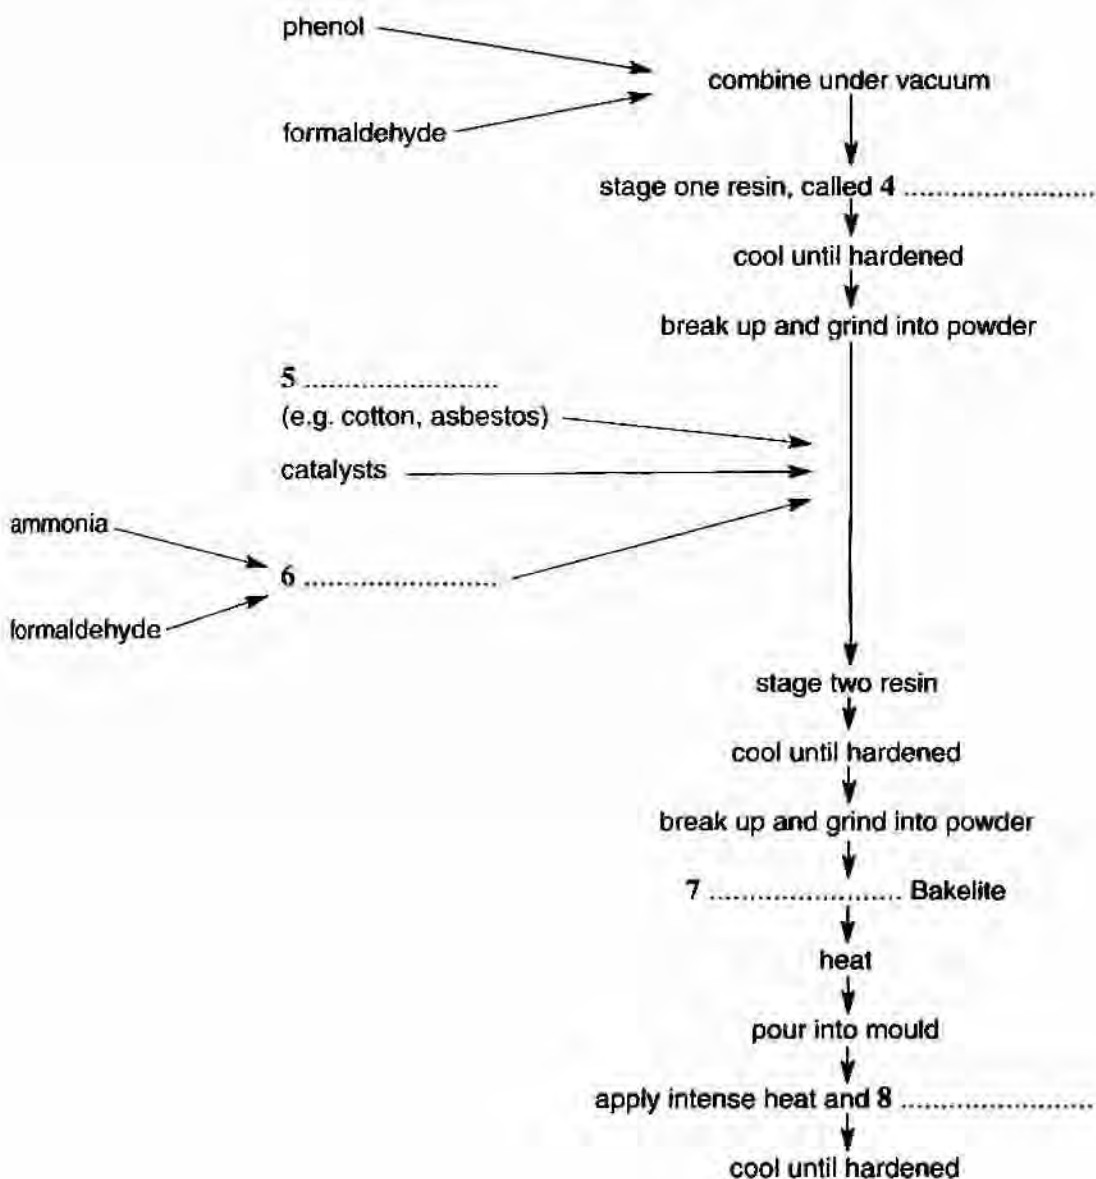 phenol
combine under vacuum
formaldehyde
stage one resin, called 4 ............................
cool until hardened
break up and grind into powder
5 ............................
(e.g. cotton, asbestos)
catalysts
ammonia
6 ............................
formaldehyde
stage two resin
cool until hardened
break up and grind into powder
7 ............................ Bakelite
heat
pour into mould
apply intense heat and 8 ............................
cool until hardened